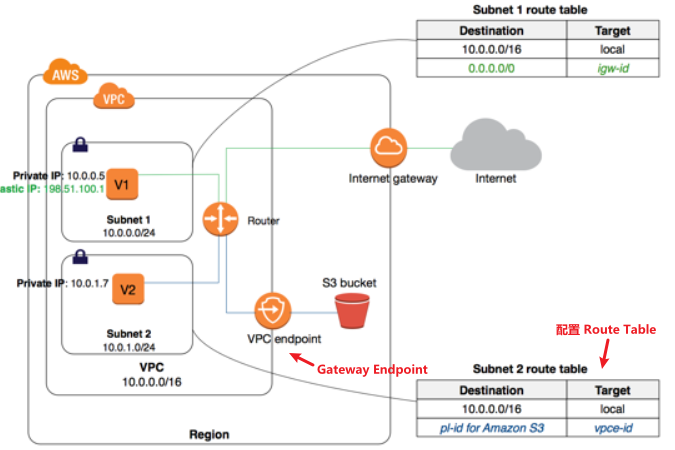 Subnet 1 route table
Destination Target
10.0.0.0/16 local
0.0.0.0/0 igw-id
AWS
VPC
Private IP: 10.0.0.5
astic IP: 198.51.100.1
V1
Subnet 1
10.0.0.0/24
Internet gateway
Internet
Router
Private IP: 10.0.1.7
V2
Subnet 2
10.0.1.0/24
S3 bucket
VPC endpoint
VPC
10.0.0.0/16
Gateway Endpoint
配置 Route Table
Subnet 2 route table
Destination Target
10.0.0.0/16 local
pl-id for Amazon S3 vpce-id
Region